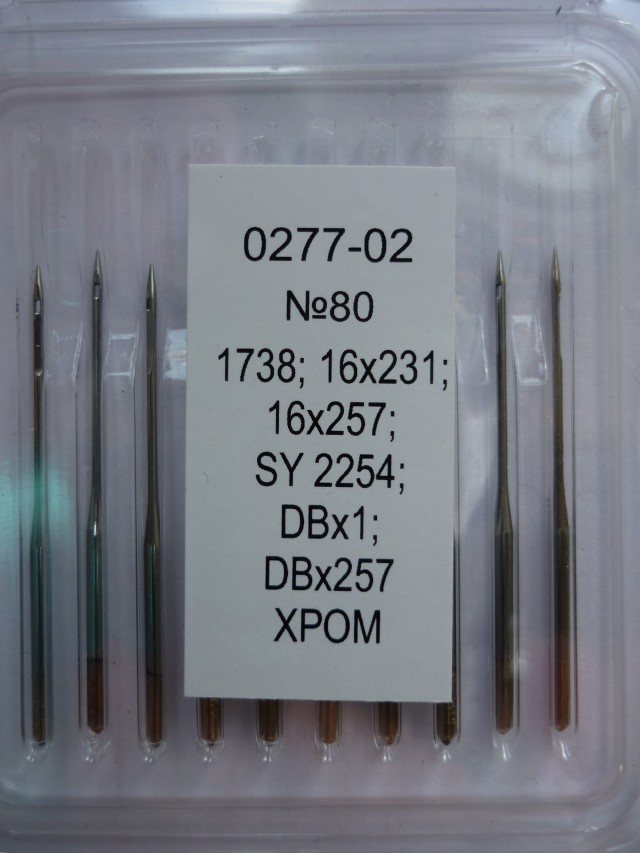 0277-02
№80
1738; 16x231;
16x257;
SY 2254;
DBx1;
DBx257
ХРОМ